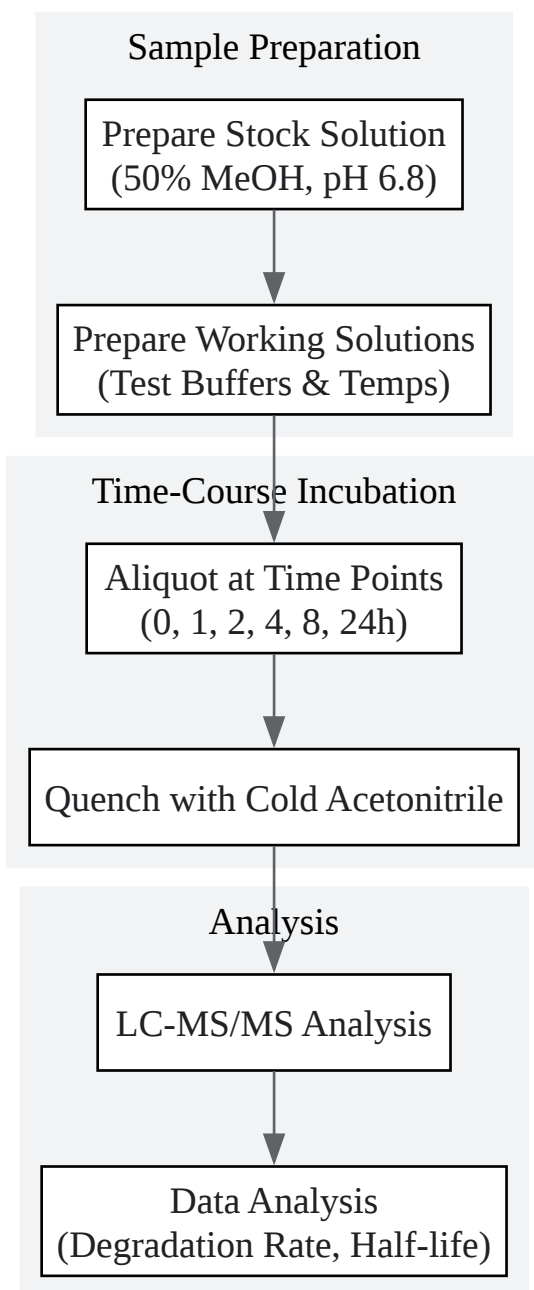 Sample Preparation
Prepare Stock Solution
(50% MeOH, pH 6.8)
Prepare Working Solutions
(Test Buffers & Temps)
Time-Course Incubation
Aliquot at Time Points
(0, 1, 2, 4, 8, 24h)
Quench with Cold Acetonitrile
Analysis
LC-MS/MS Analysis
Data Analysis
(Degradation Rate, Half-life)